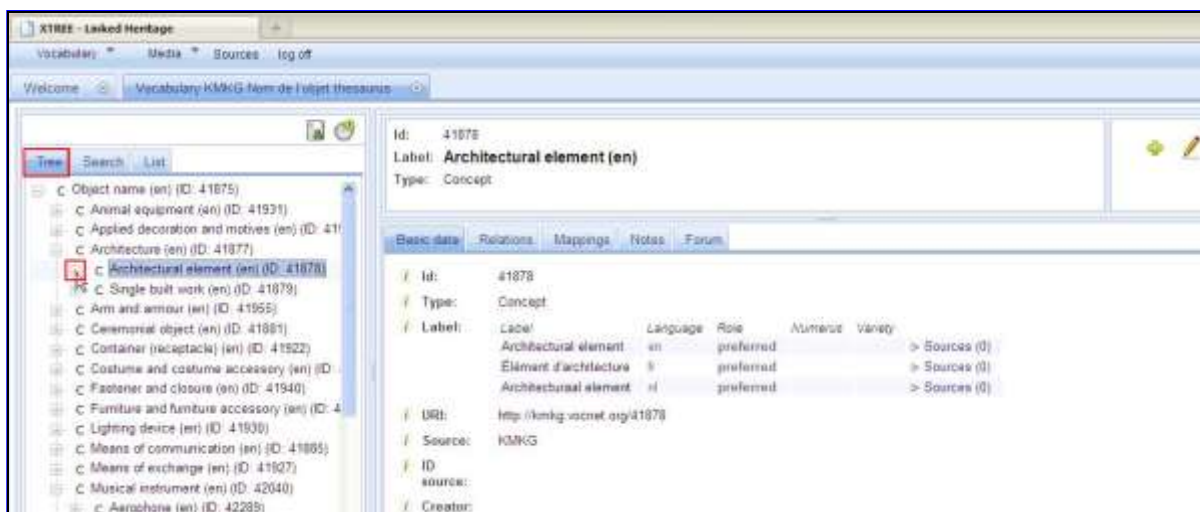 XTREE - Linked Heritage
Vocabulary Media Sources log off
Welcome Vocabulary KMKG Nom de l'objet thesaurus
Tree Search List
C Object name (en) (ID: 41875)
C Animal equipment (en) (ID: 41931)
C Applied decoration and motives (en) (ID: 41
C Architecture (en) (ID: 41877)
C Architectural element (en) (ID: 41878)
C Single built work (en) (ID: 41879)
C Arm and armour (en) (ID: 41955)
C Ceremonial object (en) (ID: 41881)
C Container (receptacle) (en) (ID: 41922)
C Costume and costume accessory (en) (ID:
C Fastener and closure (en) (ID: 41940)
C Furniture and furniture accessory (en) (ID: 4
C Lighting device (en) (ID: 41930)
C Means of communication (en) (ID: 41885)
C Means of exchange (en) (ID: 41927)
C Musical instrument (en) (ID: 42040)
C Aerophone (en) (ID: 42289)
Id: 41878
Label: Architectural element (en)
Type: Concept
Basic data Relations Mappings Notes Forum
i Id: 41878
i Type: Concept
i Label: Label Language Role Numerus Variety
Architectural element en preferred > Sources (0)
Élément d'architecture fr preferred > Sources (0)
Architecturaal element nl preferred > Sources (0)
i URI: http://kmkg.vocnet.org/41878
i Source: KMKG
i ID source:
i Creator: